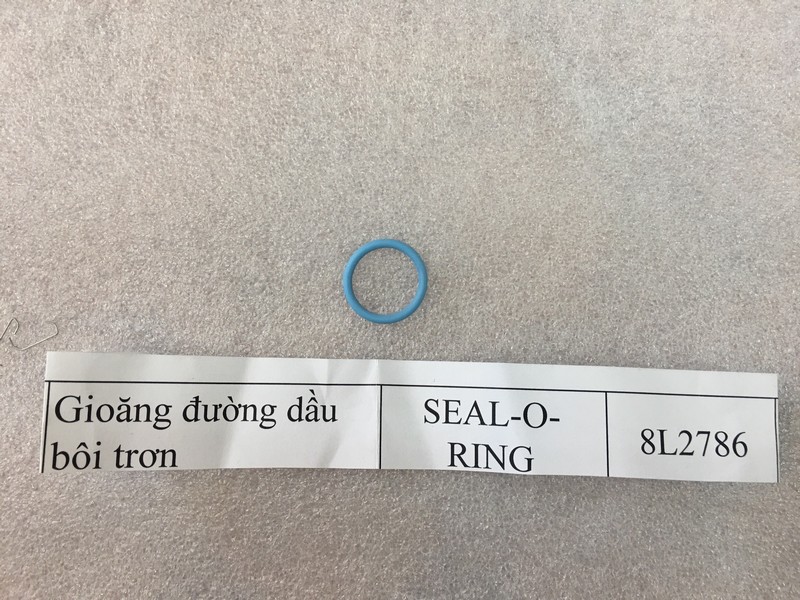 Gioăng đường dầu
bôi trơn
SEAL-O-
RING
8L2786